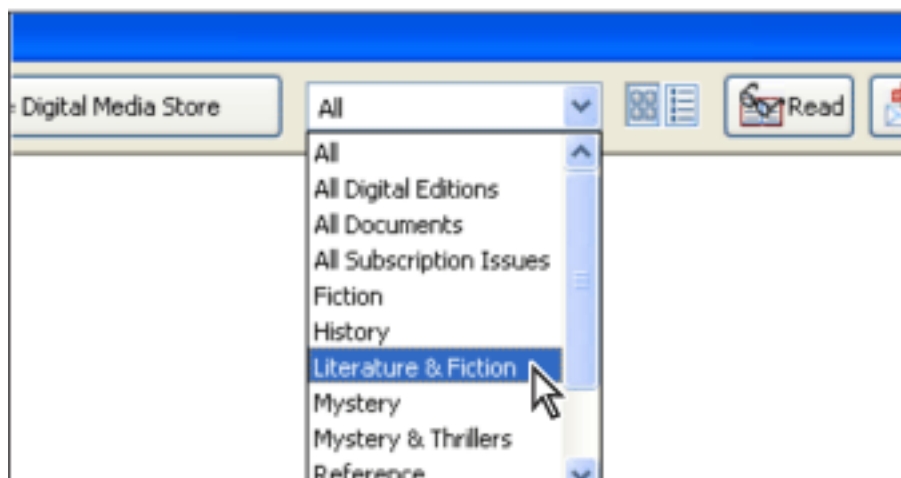 Digital Media Store
All
Read
All
All Digital Editions
All Documents
All Subscription Issues
Fiction
History
Literature & Fiction
Mystery
Mystery & Thrillers
Reference